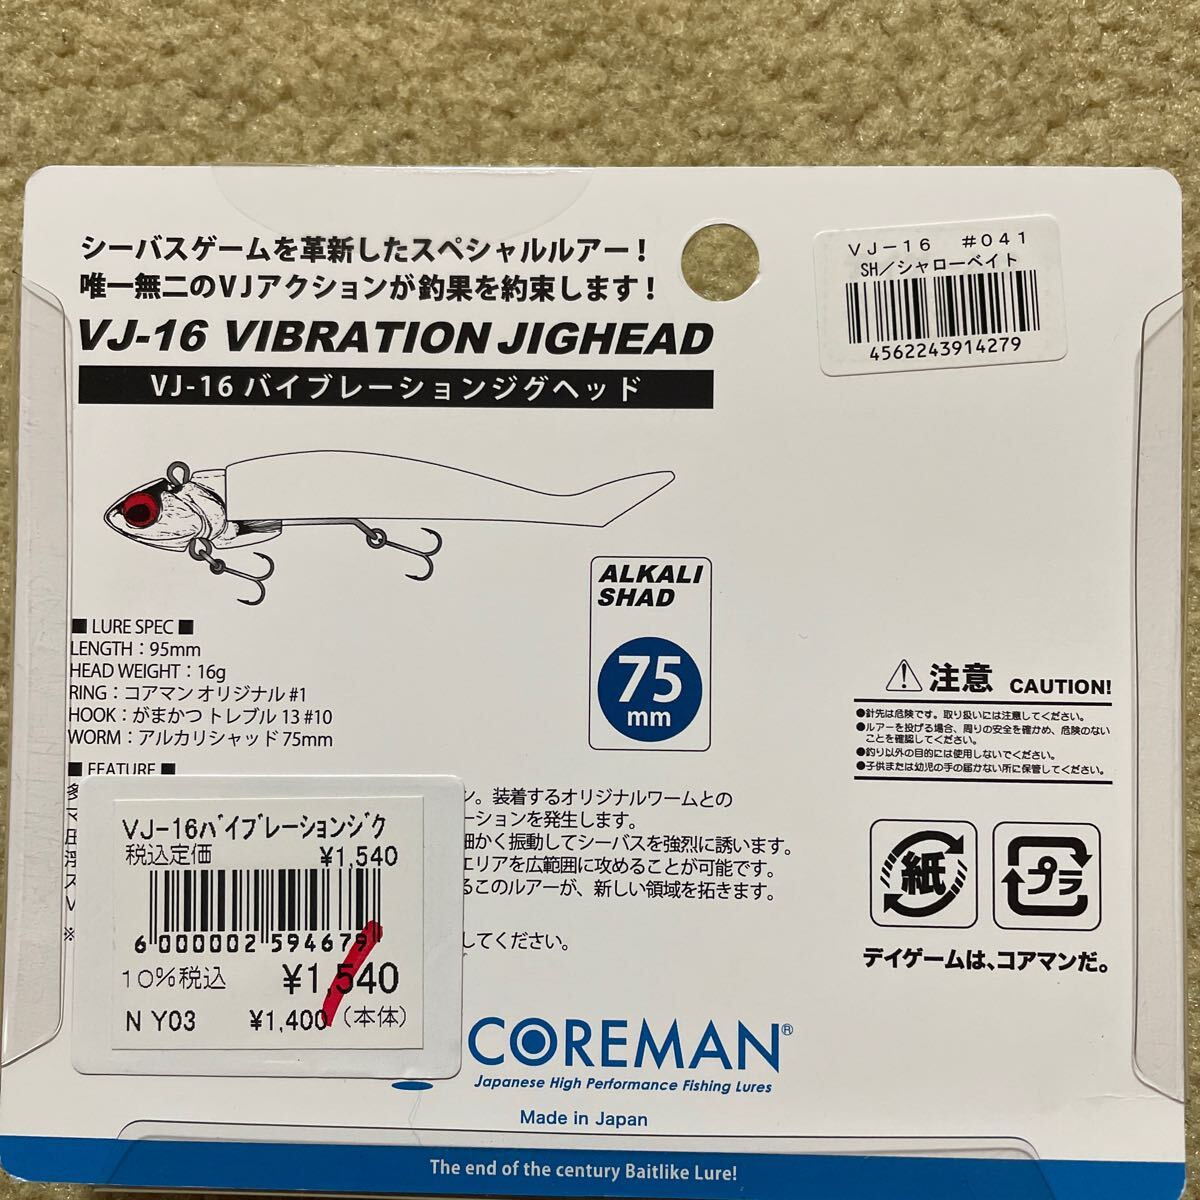 シーバスゲームを革新したスペシャルルアー！
唯一無二のVJアクションが釣果を約束します！
VJ-16 VIBRATION JIGHEAD
VJ-16 バイブレーションジグヘッド
VJ-16 #041
SH／シャローベイト
4562243914279
ALKALI
SHAD
75
mm
■ LURE SPEC ■
LENGTH：95mm
HEAD WEIGHT：16g
RING：コアマン オリジナル #1
HOOK：がまかつ トレブル 13 #10
WORM：アルカリシャッド 75mm
■ FEATURE ■
ン。装着するオリジナルワームとの
ーションを発生します。
細かく振動してシーバスを強烈に誘います。
エリアを広範囲に攻めることが可能です。
るこのルアーが、新しい領域を拓きます。
※
してください。
VJ-16ﾊﾞｲﾌﾞﾚｰｼｮﾝｼﾞｸ
税込定価 ¥1,540
6 000002 594679
10%税込 ¥1,540
N Y03 ¥1,400 (本体)
注意 CAUTION!
●針先は危険です。取り扱いには注意してください。
●ルアーを投げる場合、周りの安全を確かめ、危険のない
ことを確認してください。
●釣り以外の目的には使用しないでください。
●子供または幼児の手の届かない所に保管してください。
紙
プラ
デイゲームは、コアマンだ。
COREMAN®
Japanese High Performance Fishing Lures
Made in Japan
The end of the century Baitlike Lure!